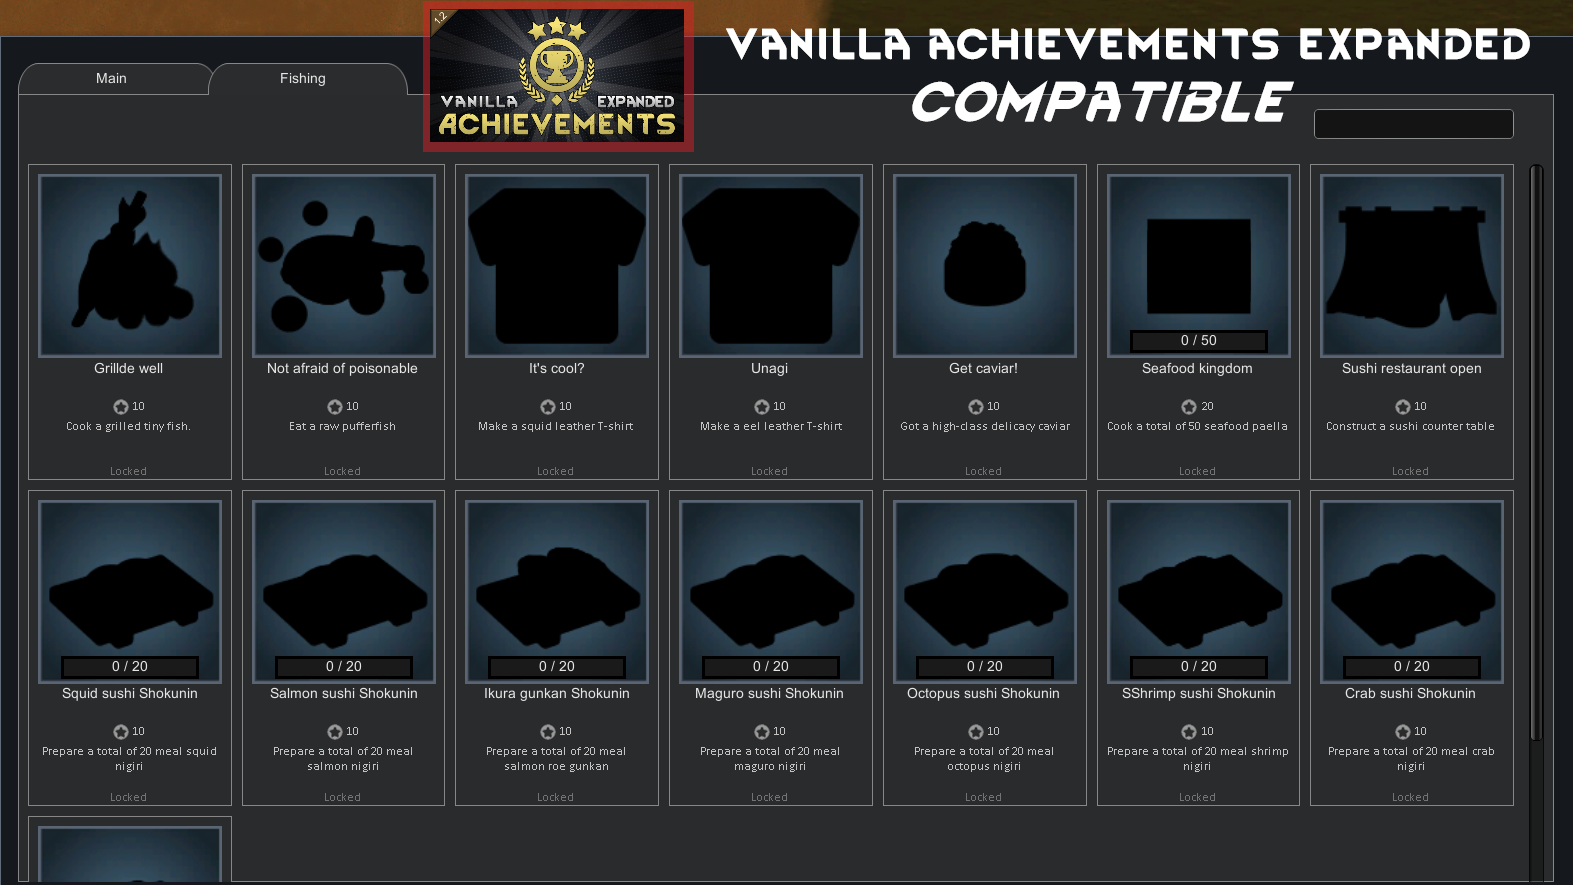 VANILLA ACHIEVEMENTS EXPANDED
COMPATIBLE
1.2
VANILLA EXPANDED
ACHIEVEMENTS
Main
Fishing
Grillde well
10
Cook a grilled tiny fish.
Locked
Not afraid of poisonable
10
Eat a raw pufferfish
It's cool?
10
Make a squid leather T-shirt
Locked
Unagi
10
Make a eel leather T-shirt
Locked
Get caviar!
10
Got a high-class delicacy caviar
Locked
0 / 50
Seafood kingdom
20
Cook a total of 50 seafood paella
Locked
Sushi restaurant open
10
Construct a sushi counter table
Locked
0 / 20
Squid sushi Shokunin
10
Prepare a total of 20 meal squid
nigiri
Locked
0 / 20
Salmon sushi Shokunin
10
Prepare a total of 20 meal
salmon nigiri
0 / 20
Ikura gunkan Shokunin
10
Prepare a total of 20 meal
salmon roe gunkan
Locked
0 / 20
Maguro sushi Shokunin
10
Prepare a total of 20 meal
maguro nigiri
Locked
0 / 20
Octopus sushi Shokunin
10
Prepare a total of 20 meal
octopus nigiri
Locked
0 / 20
SShrimp sushi Shokunin
10
Prepare a total of 20 meal shrimp
nigiri
Locked
0 / 20
Crab sushi Shokunin
10
Prepare a total of 20 meal crab
nigiri
Locked